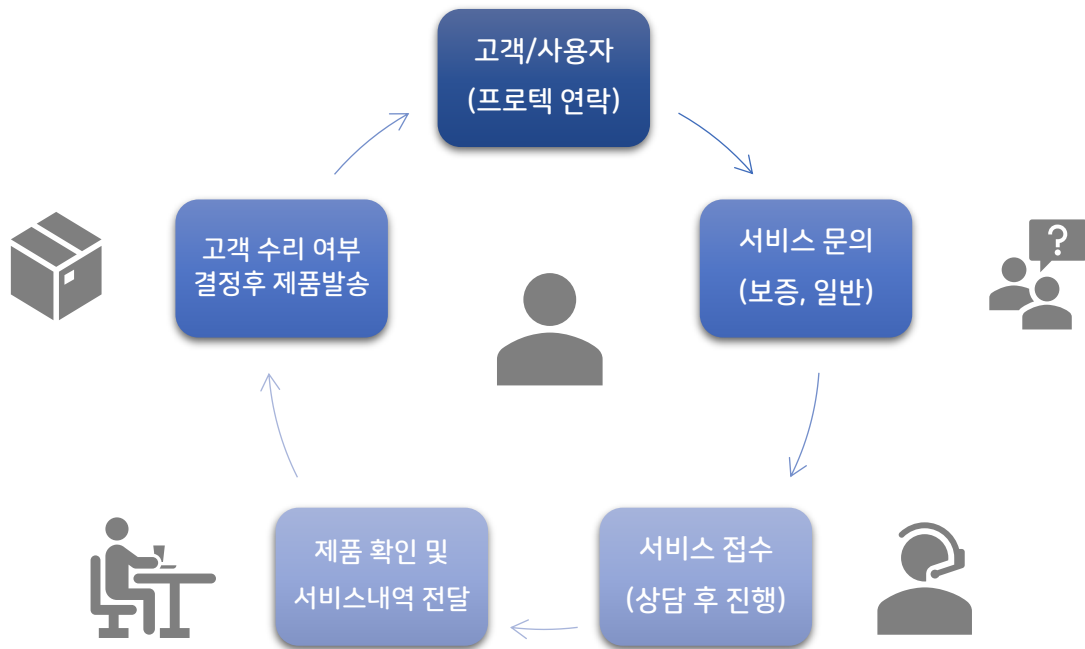 고객/사용자
(프로텍 연락)
서비스 문의
(보증, 일반)
서비스 접수
(상담 후 진행)
제품 확인 및
서비스내역 전달
고객 수리 여부
결정후 제품발송
?